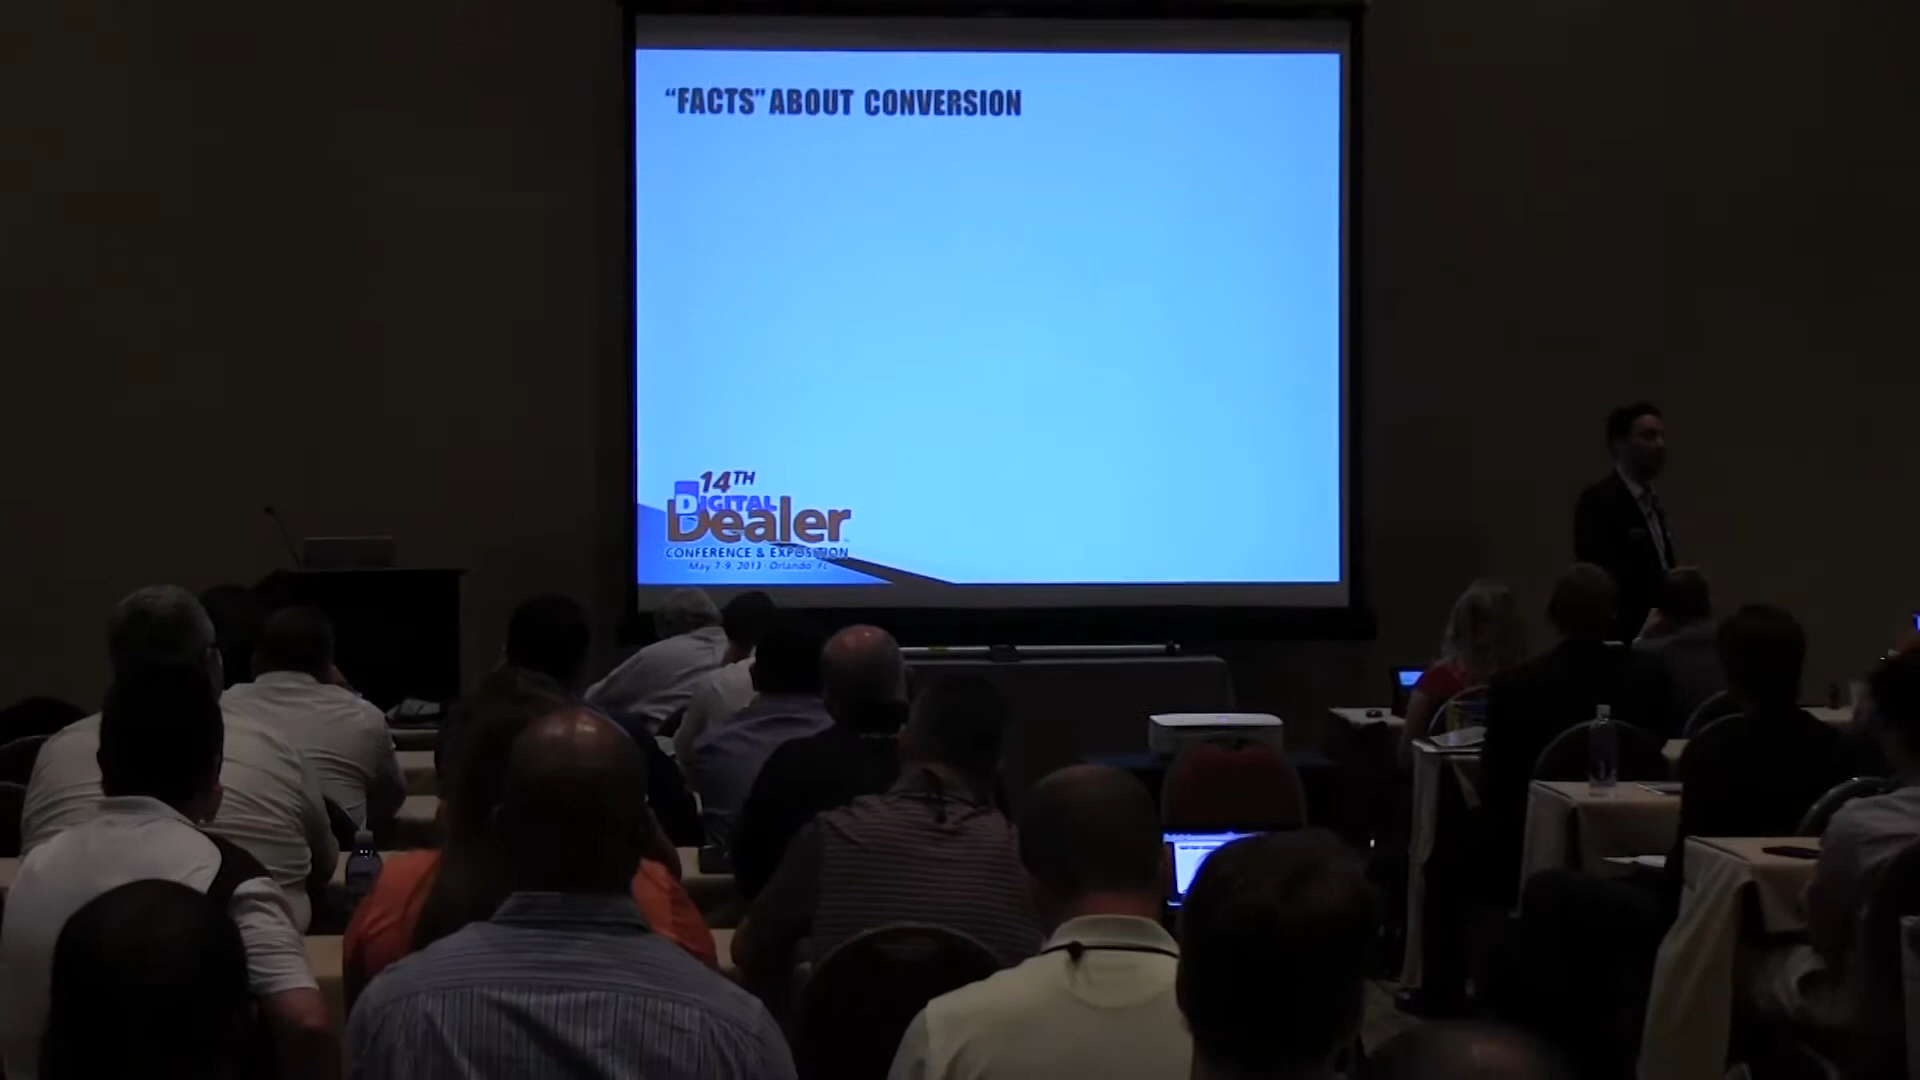 “FACTS” ABOUT CONVERSION
14TH
DIGITAL
Dealer
CONFERENCE & EXPOSITION
May 7-9, 2013 · Orlando, FL